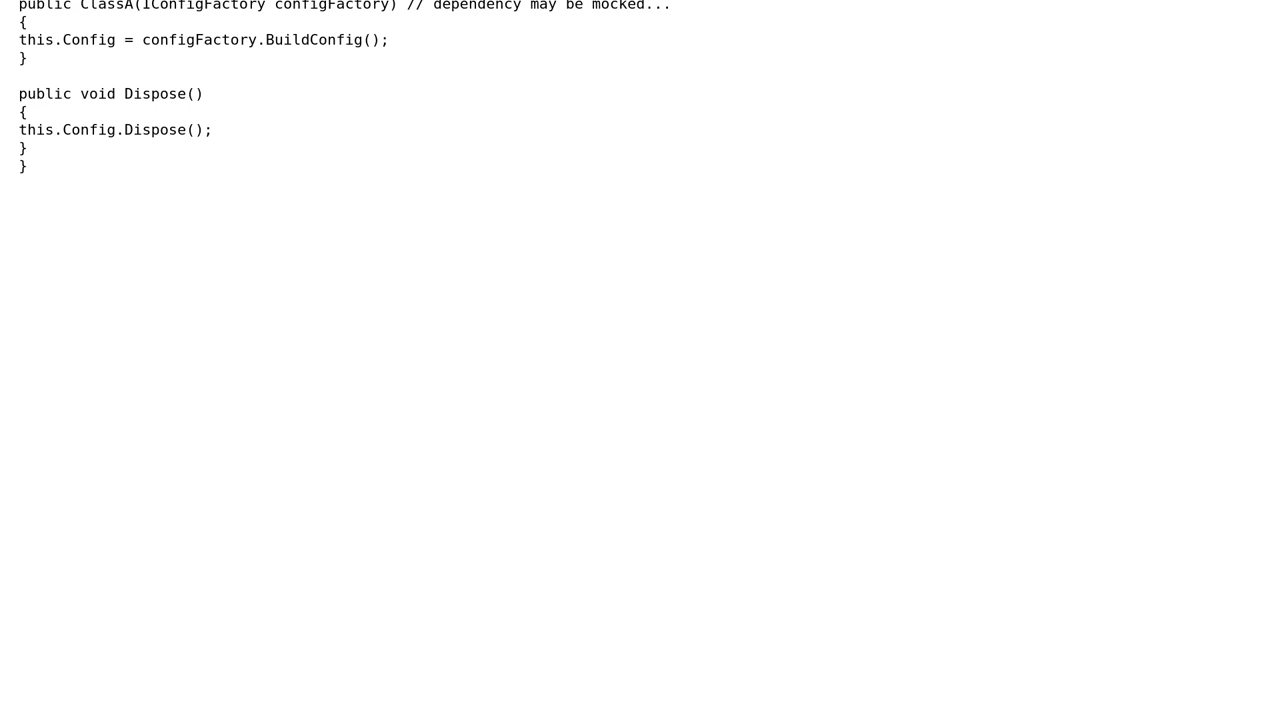 public ClassA(IConfigFactory configFactory) // dependency may be mocked...
{
this.Config = configFactory.BuildConfig();
}
public void Dispose()
{
this.Config.Dispose();
}
}